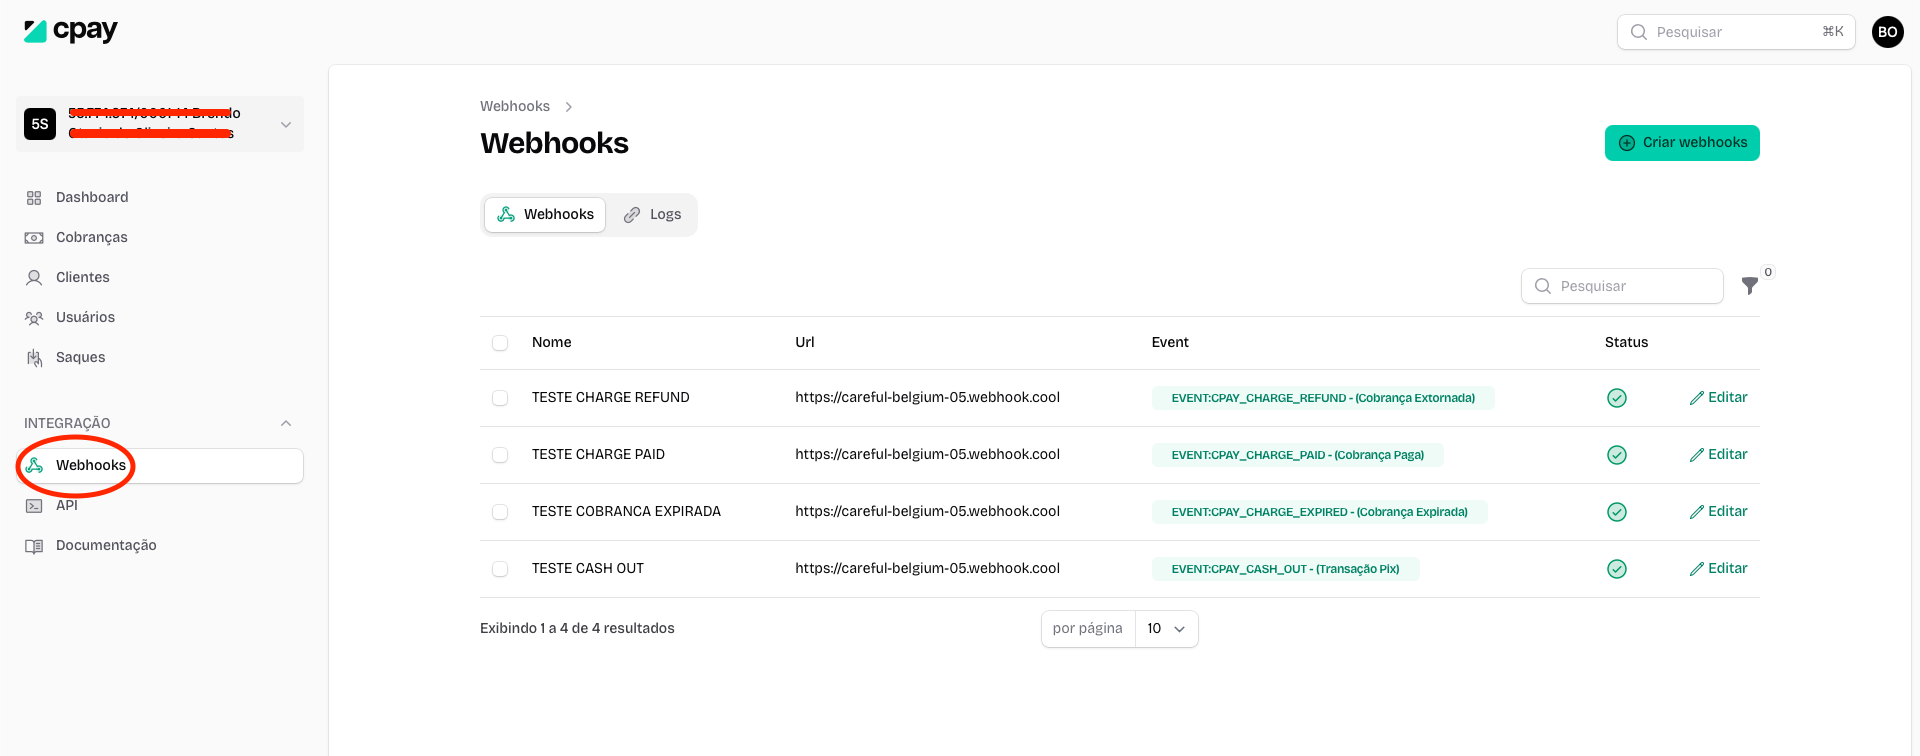 cpay
Pesquisar ⌘K
BO
5S
Dashboard
Cobranças
Clientes
Usuários
Saques
INTEGRAÇÃO
Webhooks
API
Documentação
Webhooks
Webhooks
Criar webhooks
Webhooks Logs
Pesquisar 0
Nome Url Event Status
TESTE CHARGE REFUND https://careful-belgium-05.webhook.cool EVENT:CPAY_CHARGE_REFUND - (Cobrança Extornada) Editar
TESTE CHARGE PAID https://careful-belgium-05.webhook.cool EVENT:CPAY_CHARGE_PAID - (Cobrança Paga) Editar
TESTE COBRANCA EXPIRADA https://careful-belgium-05.webhook.cool EVENT:CPAY_CHARGE_EXPIRED - (Cobrança Expirada) Editar
TESTE CASH OUT https://careful-belgium-05.webhook.cool EVENT:CPAY_CASH_OUT - (Transação Pix) Editar
Exibindo 1 a 4 de 4 resultados por página 10